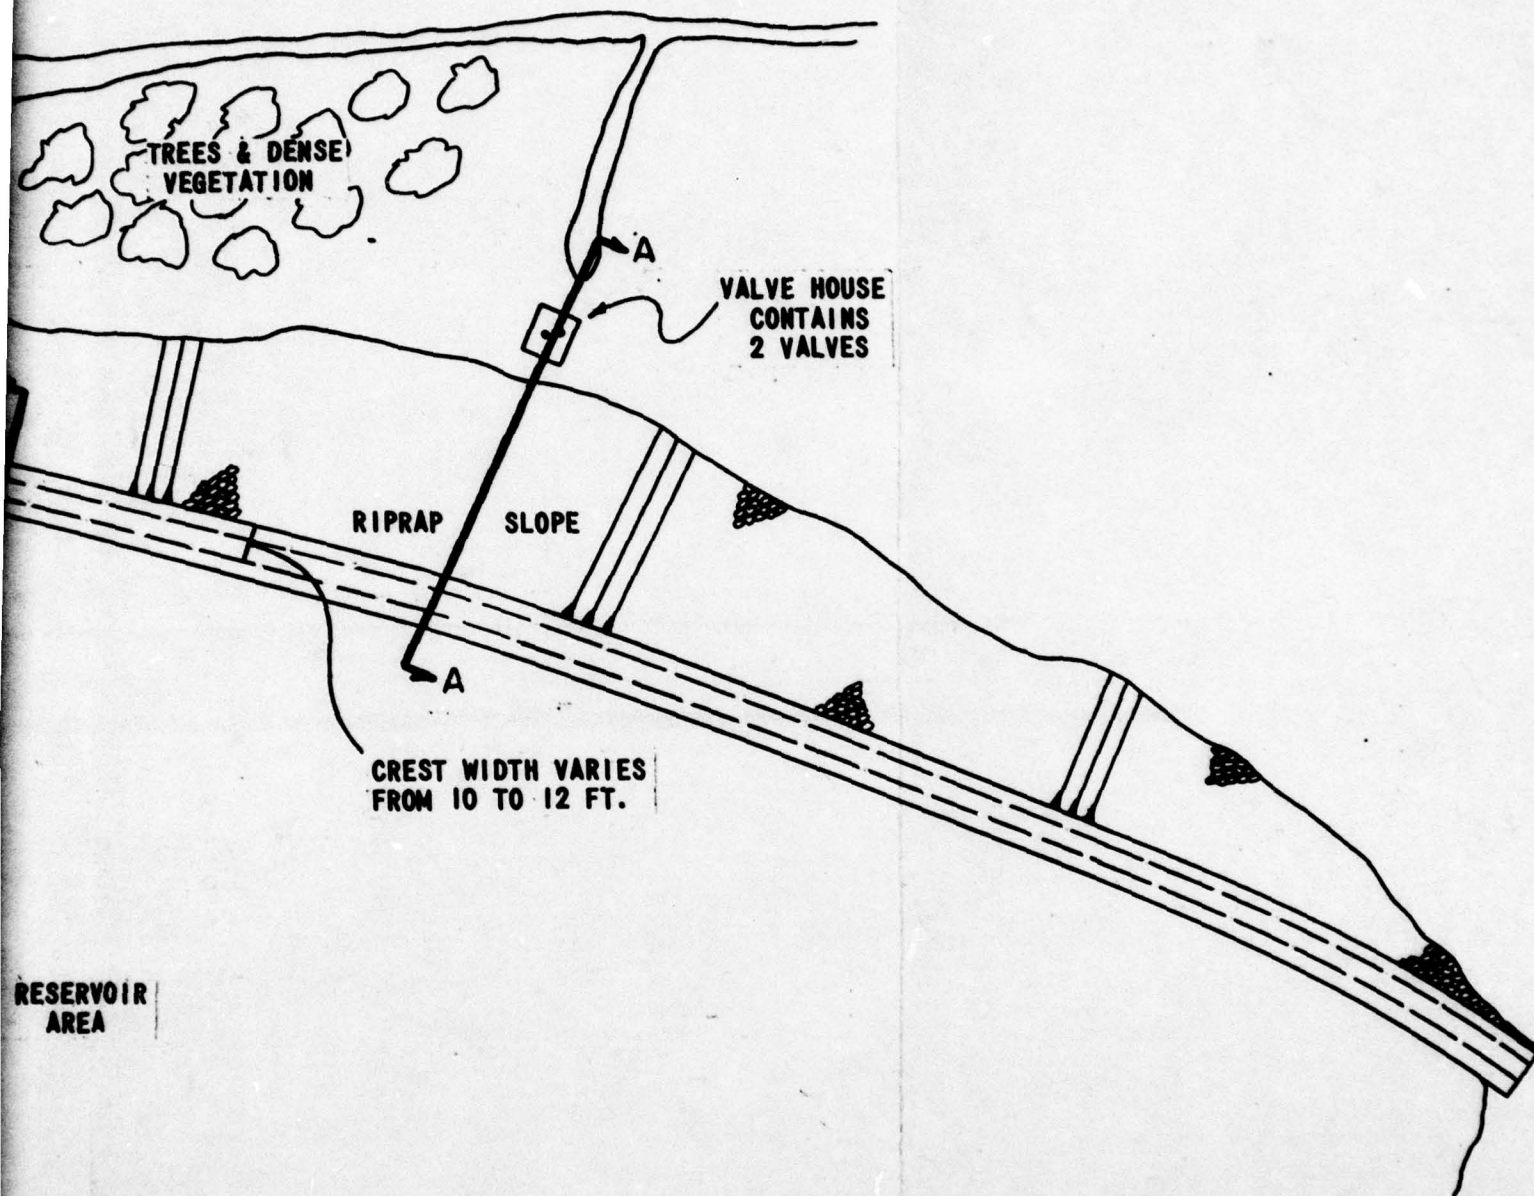 TREES & DENSE
VEGETATION
A
VALVE HOUSE
CONTAINS
2 VALVES
RIPRAP SLOPE
A
CREST WIDTH VARIES
FROM 10 TO 12 FT.
RESERVOIR
AREA